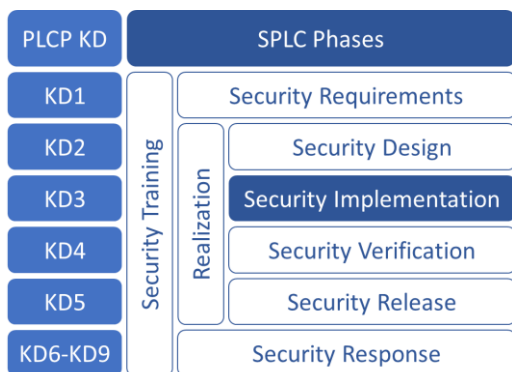 PLCP KD
SPLC Phases
KD1
Security Requirements
KD2
Security Design
KD3
Security Implementation
KD4
Security Verification
KD5
Security Release
KD6-KD9
Security Response
Security Training
Realization